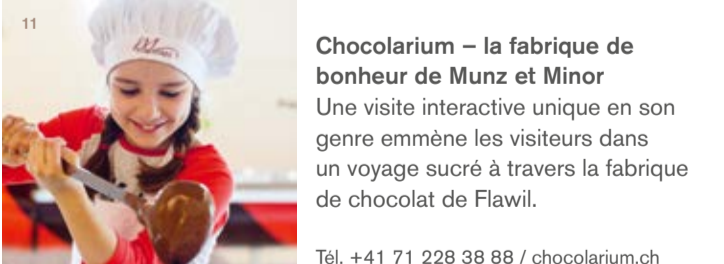 11
Chocolarium – la fabrique de
bonheur de Munz et Minor
Une visite interactive unique en son
genre emmène les visiteurs dans
un voyage sucré à travers la fabrique
de chocolat de Flawil.
Tél. +41 71 228 38 88 / chocolarium.ch